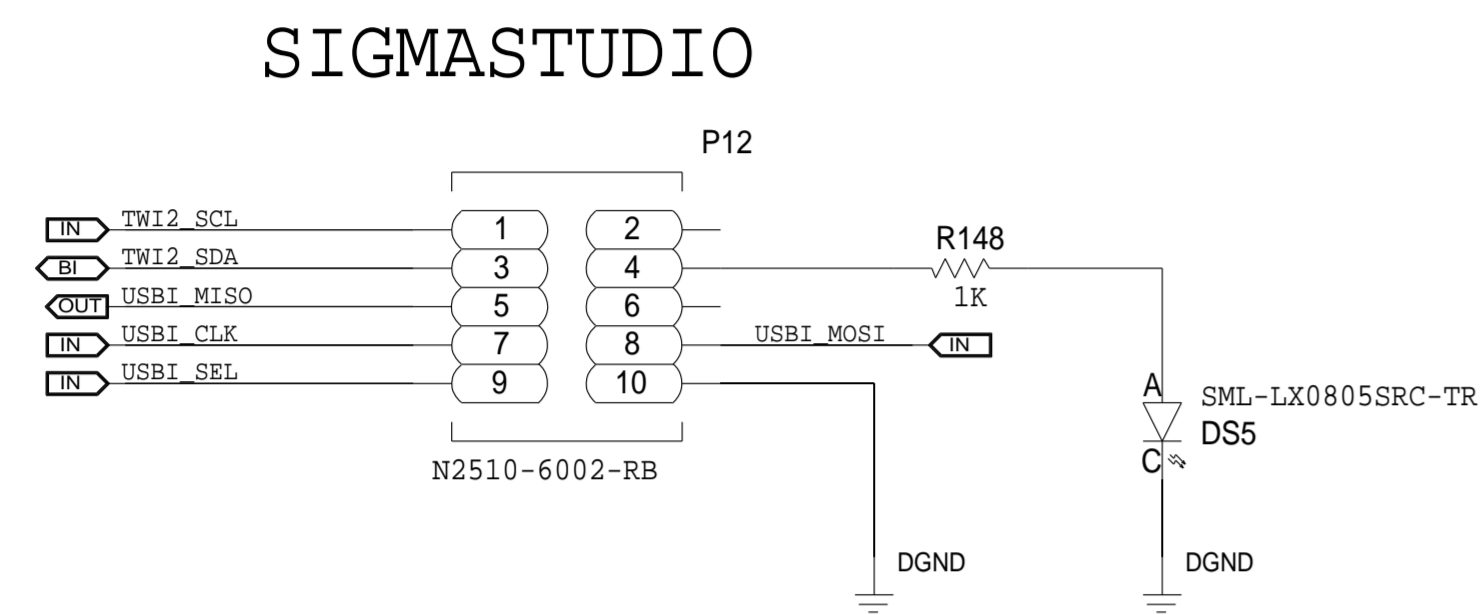 SIGMASTUDIO
P12
IN TWI2_SCL 1 2
BI TWI2_SDA 3 4 R148
OUT USBI_MISO 5 6 1K
IN USBI_CLK 7 8 USBI_MOSI IN
IN USBI_SEL 9 10
A SML-LX0805SRC-TR
DS5
C
N2510-6002-RB
DGND DGND